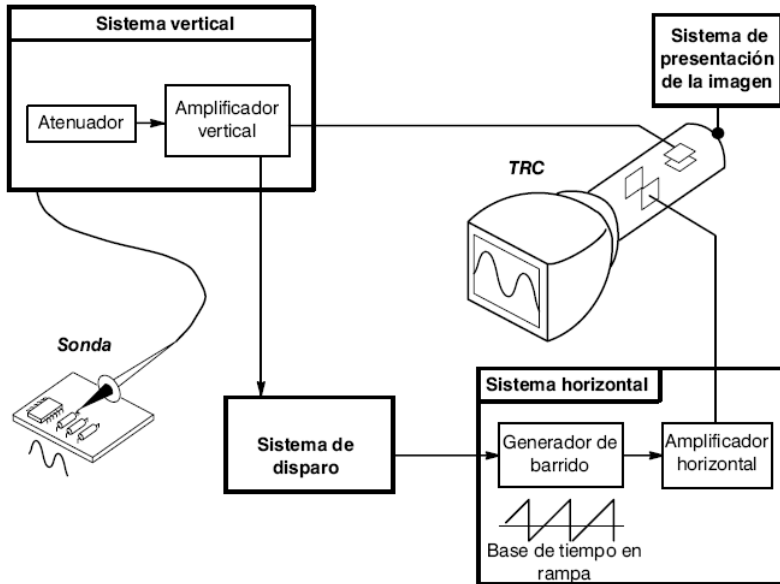 Sistema vertical
Atenuador
Amplificador
vertical
Sistema de
presentación
de la imagen
TRC
Sonda
Sistema de
disparo
Sistema horizontal
Generador de
barrido
Amplificador
horizontal
Base de tiempo en
rampa